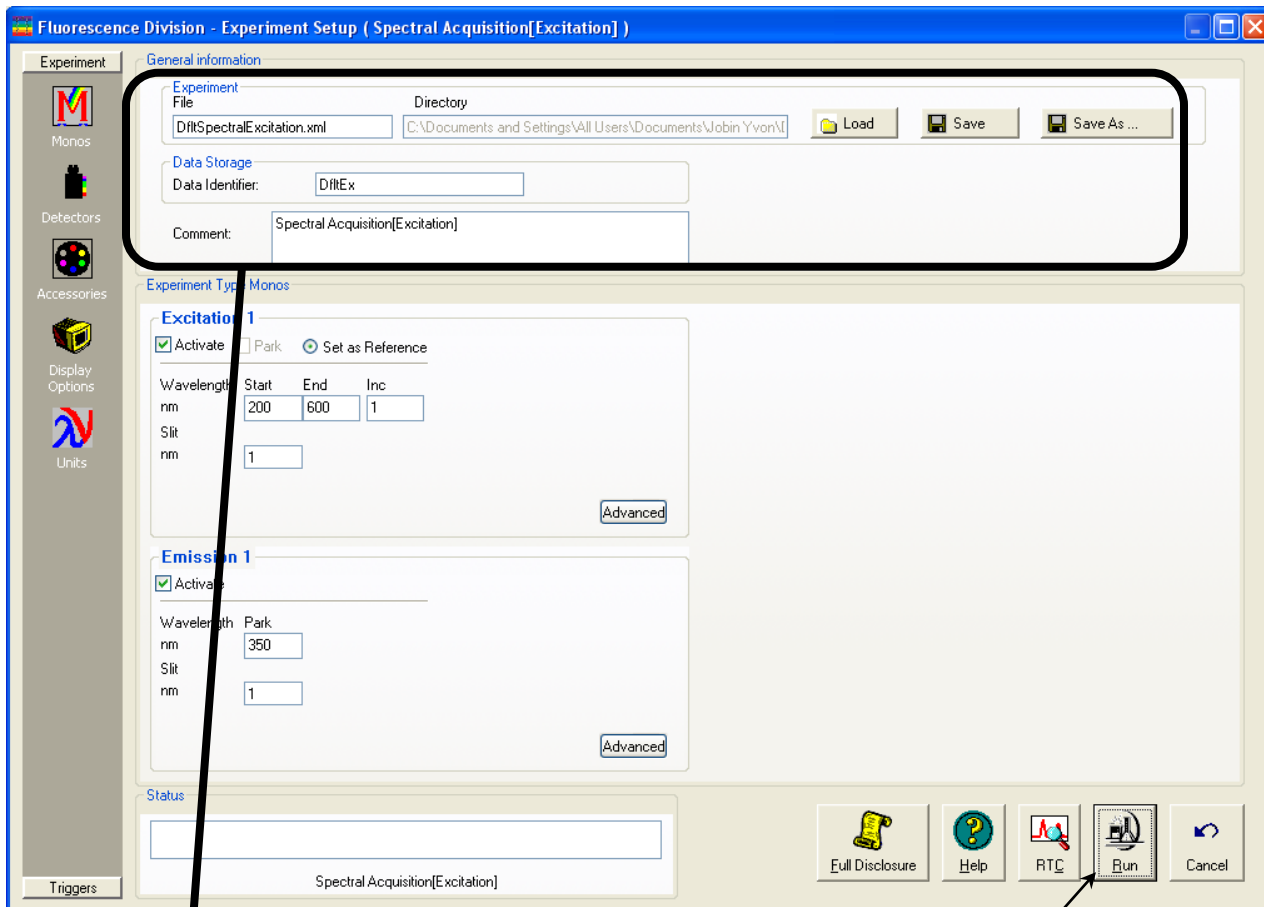 Fluorescence Division - Experiment Setup ( Spectral Acquisition[Excitation] )
Experiment
Monos
Detectors
Accessories
Display
Options
Units
Triggers
General information
Experiment
File Directory
DfltSpectralExcitation.xml C:\Documents and Settings\All Users\Documents\Jobin Yvon\ Load Save Save As ...
Data Storage
Data Identifier: DfltEx
Comment: Spectral Acquisition[Excitation]
Experiment Type Monos
Excitation 1
Activate Park Set as Reference
Wavelength Start End Inc
nm 200 600 1
Slit
nm 1
Advanced
Emission 1
Activate
Wavelength Park
nm 350
Slit
nm 1
Advanced
Status
Spectral Acquisition[Excitation]
Full Disclosure Help RTC Run Cancel